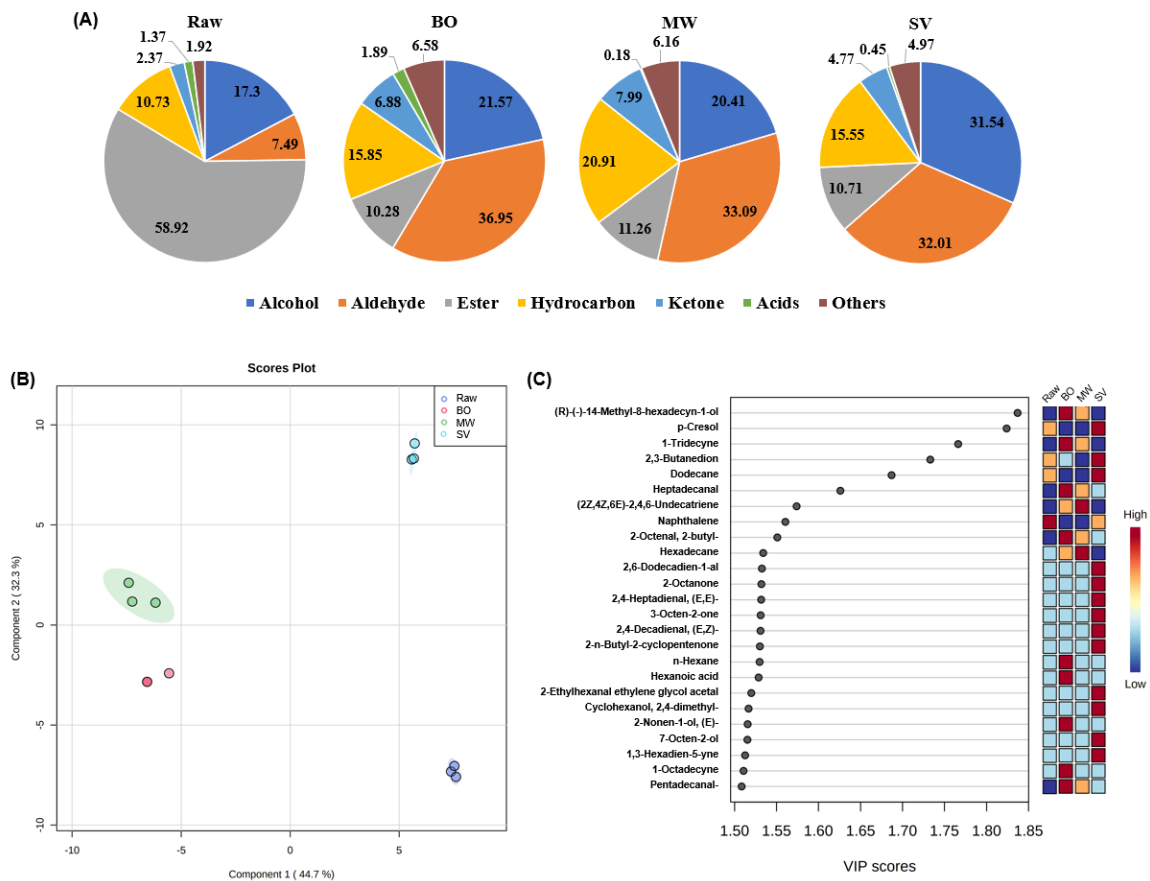 (A)
Raw
BO
MW
SV
1.37
1.92
2.37
10.73
17.3
7.49
58.92
1.89
6.58
6.88
21.57
15.85
10.28
36.95
0.18
6.16
7.99
20.41
20.91
11.26
33.09
0.45
4.77
4.97
15.55
31.54
10.71
32.01
Alcohol Aldehyde Ester Hydrocarbon Ketone Acids Others
(B)
Scores Plot
Raw
BO
MW
SV
Component 2 ( 32.3 %)
10
5
0
-5
-10
-10 -5 0 5
Component 1 ( 44.7 %)
(C)
Raw BO MW SV
(R)-(-)-14-Methyl-8-hexadecyn-1-ol
p-Cresol
1-Tridecyne
2,3-Butanedion
Dodecane
Heptadecanal
(2Z,4Z,6E)-2,4,6-Undecatriene
Naphthalene
2-Octenal, 2-butyl-
Hexadecane
2,6-Dodecadien-1-al
2-Octanone
2,4-Heptadienal, (E,E)-
3-Octen-2-one
2,4-Decadienal, (E,Z)-
2-n-Butyl-2-cyclopentenone
n-Hexane
Hexanoic acid
2-Ethylhexanal ethylene glycol acetal
Cyclohexanol, 2,4-dimethyl-
2-Nonen-1-ol, (E)-
7-Octen-2-ol
1,3-Hexadien-5-yne
1-Octadecyne
Pentadecanal-
1.50 1.55 1.60 1.65 1.70 1.75 1.80 1.85
VIP scores
High
Low